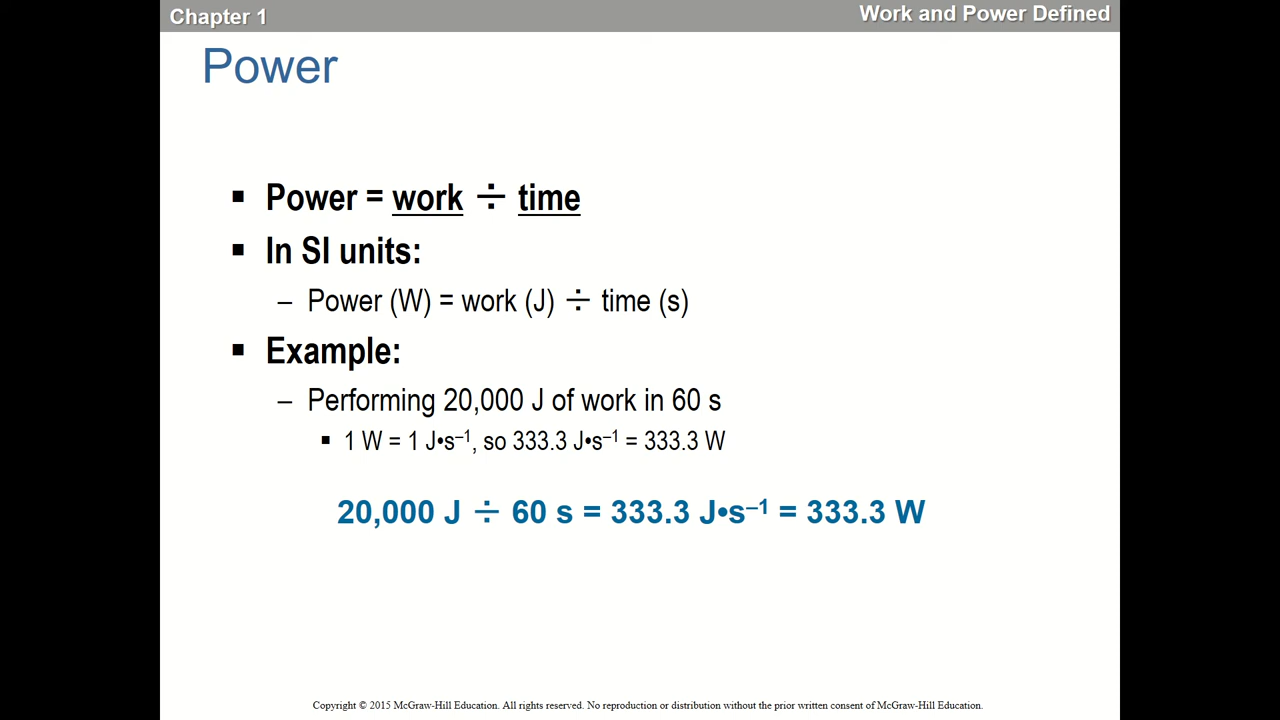 Chapter 1
Work and Power Defined
Power
▪ Power = work ÷ time
▪ In SI units:
– Power (W) = work (J) ÷ time (s)
▪ Example:
– Performing 20,000 J of work in 60 s
▪ 1 W = 1 J•s⁻¹, so 333.3 J•s⁻¹ = 333.3 W
20,000 J ÷ 60 s = 333.3 J•s⁻¹ = 333.3 W
Copyright © 2015 McGraw-Hill Education. All rights reserved. No reproduction or distribution without the prior written consent of McGraw-Hill Education.